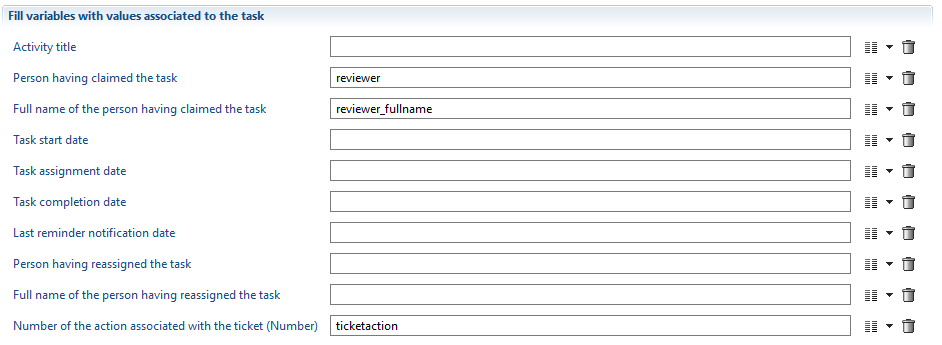 Fill variables with values associated to the task
Activity title
Person having claimed the task reviewer
Full name of the person having claimed the task reviewer_fullname
Task start date
Task assignment date
Task completion date
Last reminder notification date
Person having reassigned the task
Full name of the person having reassigned the task
Number of the action associated with the ticket (Number) ticketaction